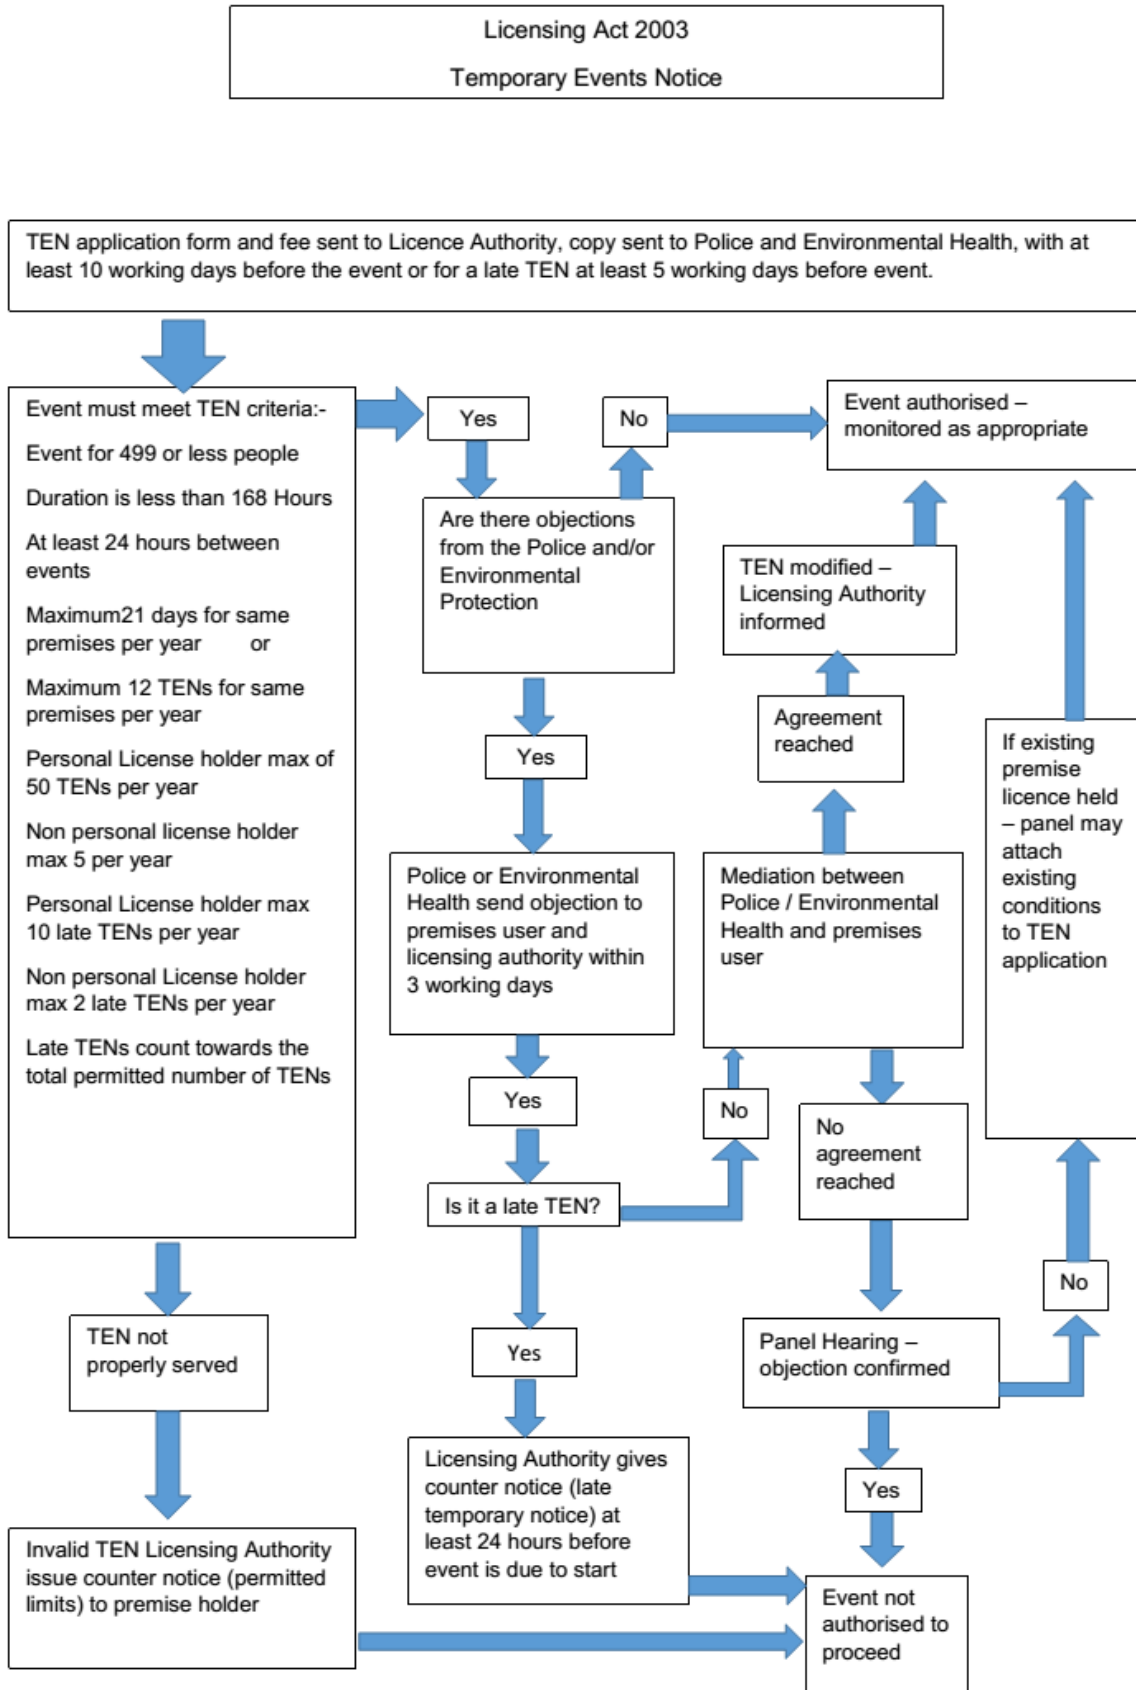 Licensing Act 2003
Temporary Events Notice
TEN application form and fee sent to Licence Authority, copy sent to Police and Environmental Health, with at
least 10 working days before the event or for a late TEN at least 5 working days before event.
Event must meet TEN criteria:-
Event for 499 or less people
Duration is less than 168 Hours
At least 24 hours between
events
Maximum21 days for same
premises per year or
Maximum 12 TENs for same
premises per year
Personal License holder max of
50 TENs per year
Non personal license holder
max 5 per year
Personal License holder max
10 late TENs per year
Non personal License holder
max 2 late TENs per year
Late TENs count towards the
total permitted number of TENs
TEN not
properly served
Invalid TEN Licensing Authority
issue counter notice (permitted
limits) to premise holder
Yes
Are there objections
from the Police and/or
Environmental
Protection
No
Event authorised –
monitored as appropriate
Yes
Police or Environmental
Health send objection to
premises user and
licensing authority within
3 working days
Yes
Is it a late TEN?
Yes
Licensing Authority gives
counter notice (late
temporary notice) at
least 24 hours before
event is due to start
No
Mediation between
Police / Environmental
Health and premises
user
Agreement
reached
TEN modified –
Licensing Authority
informed
No
agreement
reached
Panel Hearing –
objection confirmed
Yes
Event not
authorised to
proceed
No
If existing
premise
licence held
– panel may
attach
existing
conditions
to TEN
application